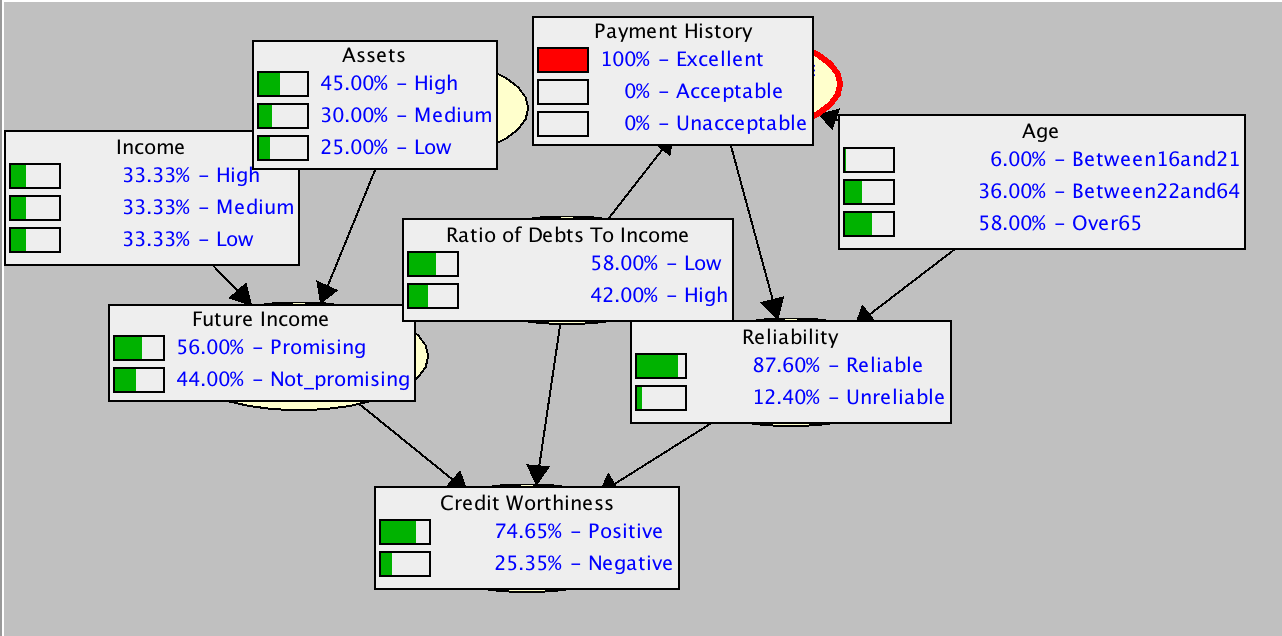 Payment History
100% – Excellent
0% – Acceptable
0% – Unacceptable
Assets
45.00% – High
30.00% – Medium
25.00% – Low
Income
33.33% – High
33.33% – Medium
33.33% – Low
Age
6.00% – Between16and21
36.00% – Between22and64
58.00% – Over65
Ratio of Debts To Income
58.00% – Low
42.00% – High
Future Income
56.00% – Promising
44.00% – Not_promising
Reliability
87.60% – Reliable
12.40% – Unreliable
Credit Worthiness
74.65% – Positive
25.35% – Negative